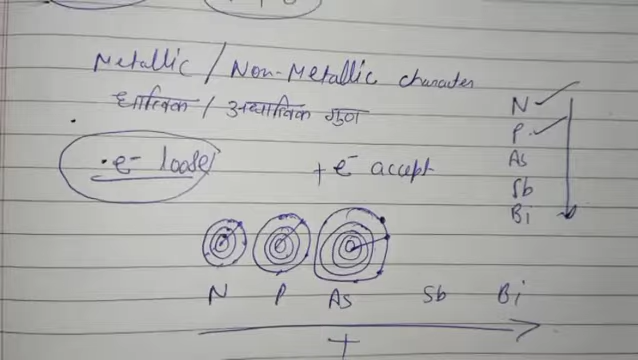 Metallic / Non-Metallic character
धात्विक / अधात्विक गुण
N
P
As
Sb
Bi
• e- loose
+ e- accept
N P As Sb Bi
+